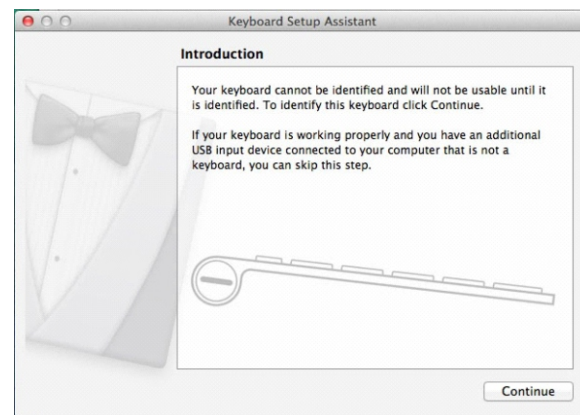 Keyboard Setup Assistant
Introduction
Your keyboard cannot be identified and will not be usable until it
is identified. To identify this keyboard click Continue.
If your keyboard is working properly and you have an additional
USB input device connected to your computer that is not a
keyboard, you can skip this step.
Continue